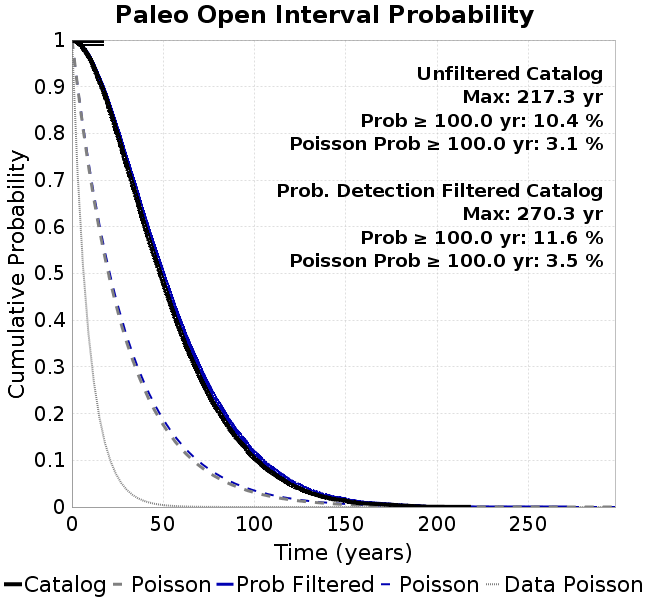 Paleo Open Interval Probability
Cumulative Probability
1
0.9
0.8
0.7
0.6
0.5
0.4
0.3
0.2
0.1
0
Unfiltered Catalog
Max: 217.3 yr
Prob ≥ 100.0 yr: 10.4 %
Poisson Prob ≥ 100.0 yr: 3.1 %
Prob. Detection Filtered Catalog
Max: 270.3 yr
Prob ≥ 100.0 yr: 11.6 %
Poisson Prob ≥ 100.0 yr: 3.5 %
0 50 100 150 200 250
Time (years)
Catalog Poisson Prob Filtered Poisson Data Poisson